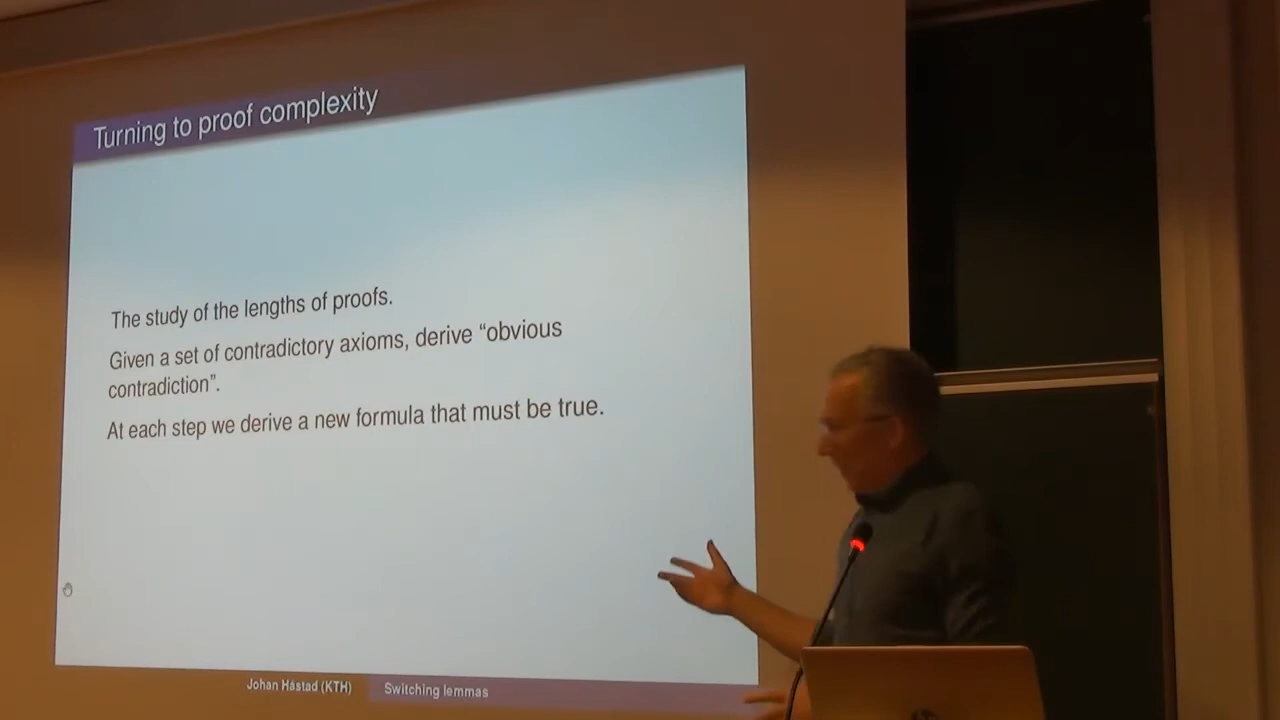 Turning to proof complexity
The study of the lengths of proofs.
Given a set of contradictory axioms, derive “obvious
contradiction”.
At each step we derive a new formula that must be true.
Johan Håstad (KTH)
Switching lemmas